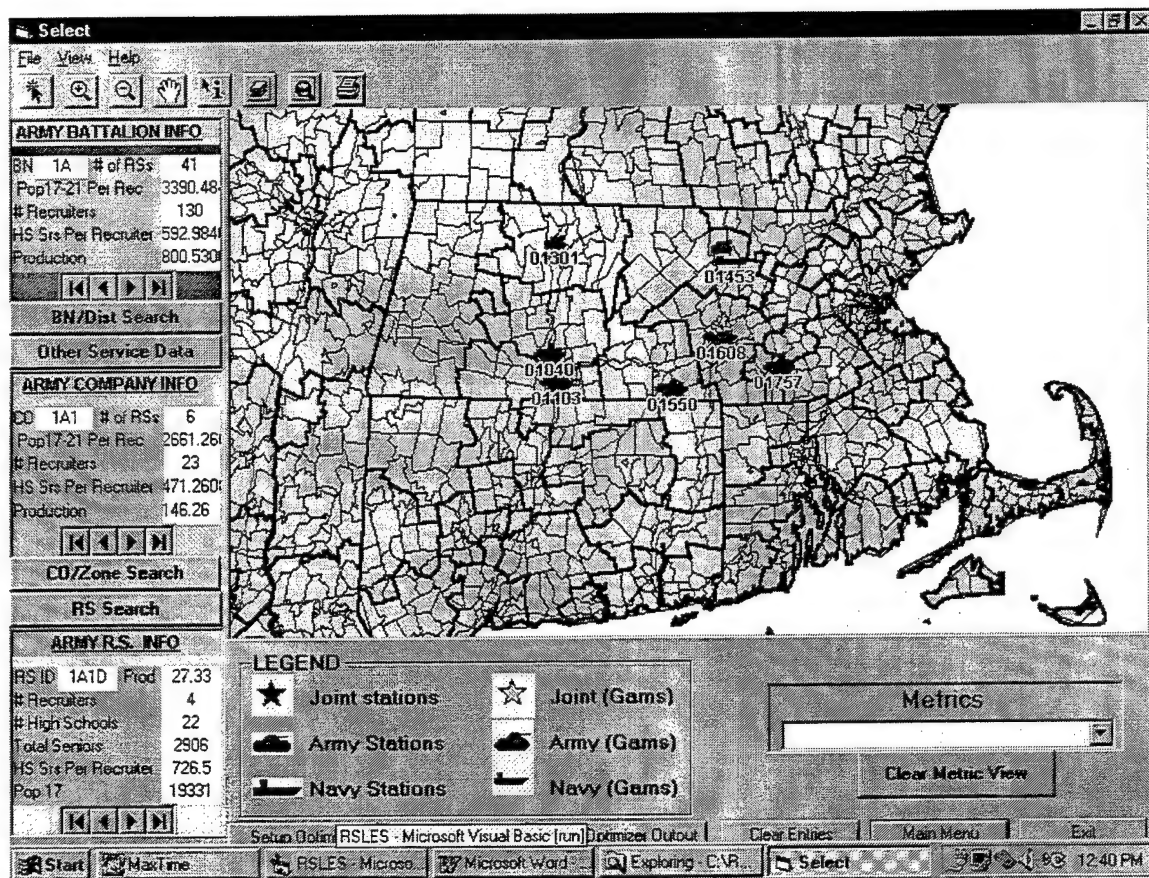 Select
File View Help
ARMY BATTALION INFO
BN 1A # of RSs 41
Pop17-21 Per Rec 3390.48
# Recruiters 130
HS Srs Per Recruiter 592.984
Production 800.530
BN/Dist Search
Other Service Data
ARMY COMPANY INFO
CO 1A1 # of RSs 6
Pop17-21 Per Rec 2661.26
# Recruiters 23
HS Srs Per Recruiter 471.260
Production 146.26
CO/Zone Search
RS Search
ARMY R.S. INFO
RS ID 1A1D Prod 27.33
# Recruiters 4
# High Schools 22
Total Seniors 2906
HS Srs Per Recruiter 726.5
Pop 17 19331
01301
01453
01608
01040
01757
01103
01550
LEGEND
Joint stations Joint (Gams)
Army Stations Army (Gams)
Navy Stations Navy (Gams)
Metrics
Clear Metric View
Setup Optim RSLES - Microsoft Visual Basic [run] Optimizer Output Clear Entries Main Menu Exit
Start MaxTime RSLES - Microso... Microsoft Word - ... Exploring - C:\R... Select 12:40 PM